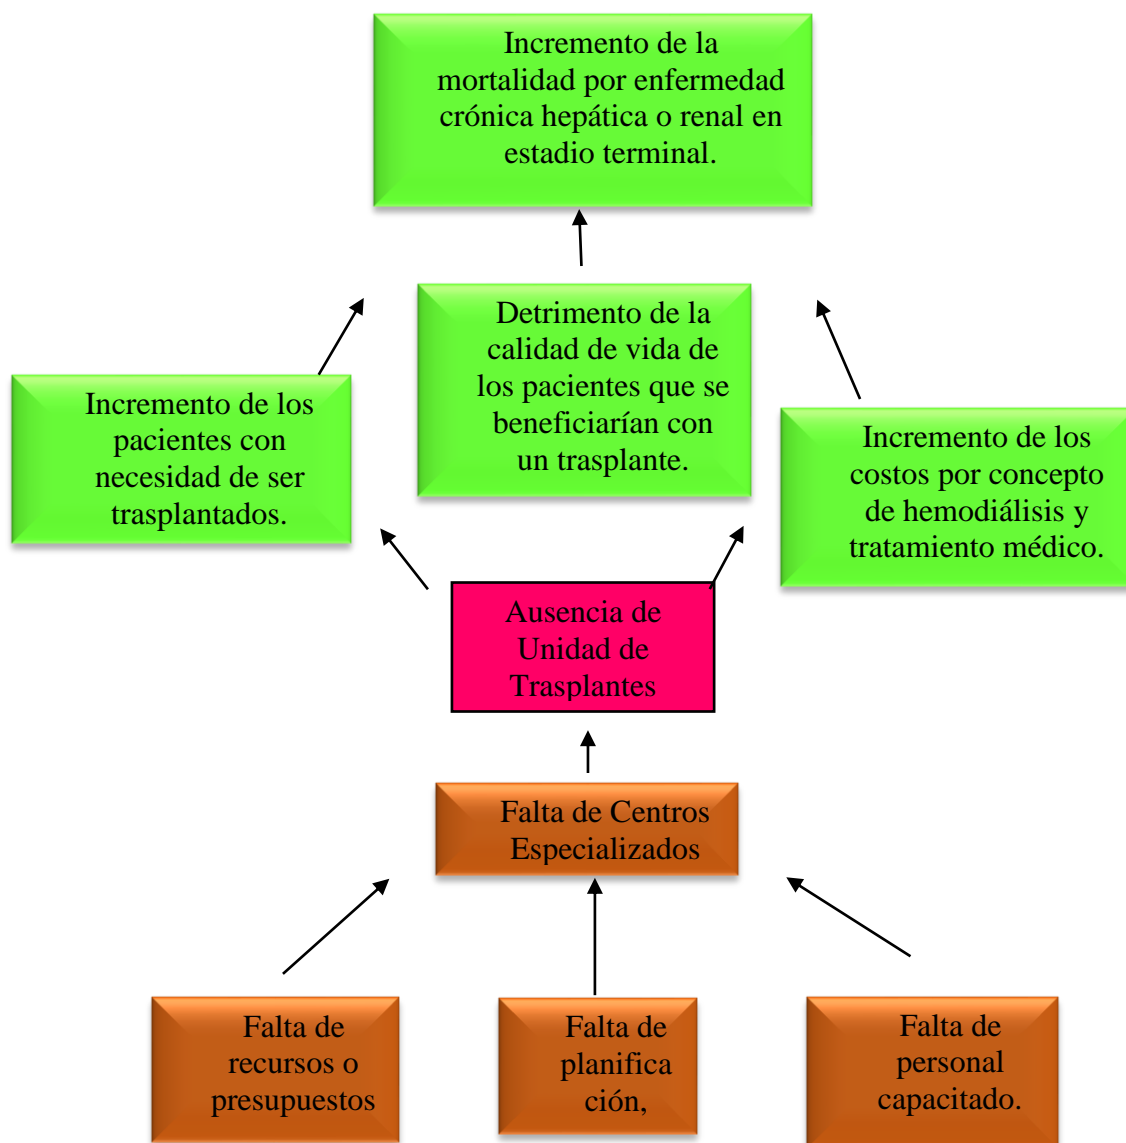 Incremento de la
mortalidad por enfermedad
crónica hepática o renal en
estadio terminal.
Detrimento de la
calidad de vida de
los pacientes que se
beneficiarían con
un trasplante.
Incremento de los
pacientes con
necesidad de ser
trasplantados.
Incremento de los
costos por concepto
de hemodiálisis y
tratamiento médico.
Ausencia de
Unidad de
Trasplantes
Falta de Centros
Especializados
Falta de
recursos o
presupuestos
Falta de
planifica
ción,
Falta de
personal
capacitado.